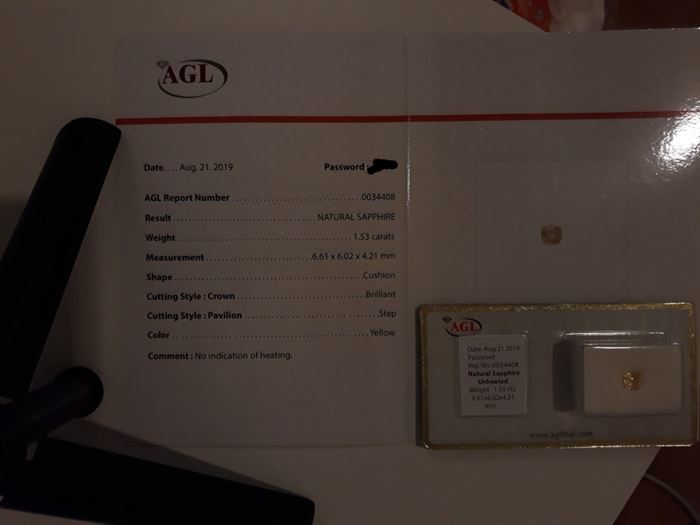 AGL
Date.... Aug. 21. 2019 Password :
AGL Report Number ........................ 0034408
Result ........................ NATURAL SAPPHIRE
Weight ........................ 1.53 carats
Measurement ........................ 6.61 x 6.02 x 4.21 mm
Shape ........................ Cushion
Cutting Style : Crown ........................ Brilliant
Cutting Style : Pavilion ........................ Step
Color ........................ Yellow
Comment : No indication of heating.
AGL
Date: Aug.21.2019
Password
Rep.No: 0034408
Natural Sapphire
Unheated
Weight : 1.53 cts
6.61x6.02x4.21
mm
www.aglthai.com